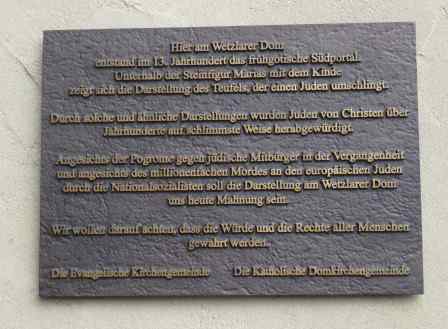 Hier am Wetzlarer Dom
entstand im 13. Jahrhundert das frühgotische Südportal.
Unterhalb der Steinfigur Marias mit dem Kinde
zeigt sich die Darstellung des Teufels, der einen Juden umschlingt.
Durch solche und ähnliche Darstellungen wurden Juden von Christen über
Jahrhunderte auf schlimmste Weise herabgewürdigt.
Angesichts der Pogrome gegen jüdische Mitbürger in der Vergangenheit
und angesichts des millionenfachen Mordes an den europäischen Juden
durch die Nationalsozialisten soll die Darstellung am Wetzlarer Dom
uns heute Mahnung sein.
Wir wollen darauf achten, dass die Würde und die Rechte aller Menschen
gewahrt werden.
Die Evangelische Kirchengemeinde Die Katholische Domkirchengemeinde